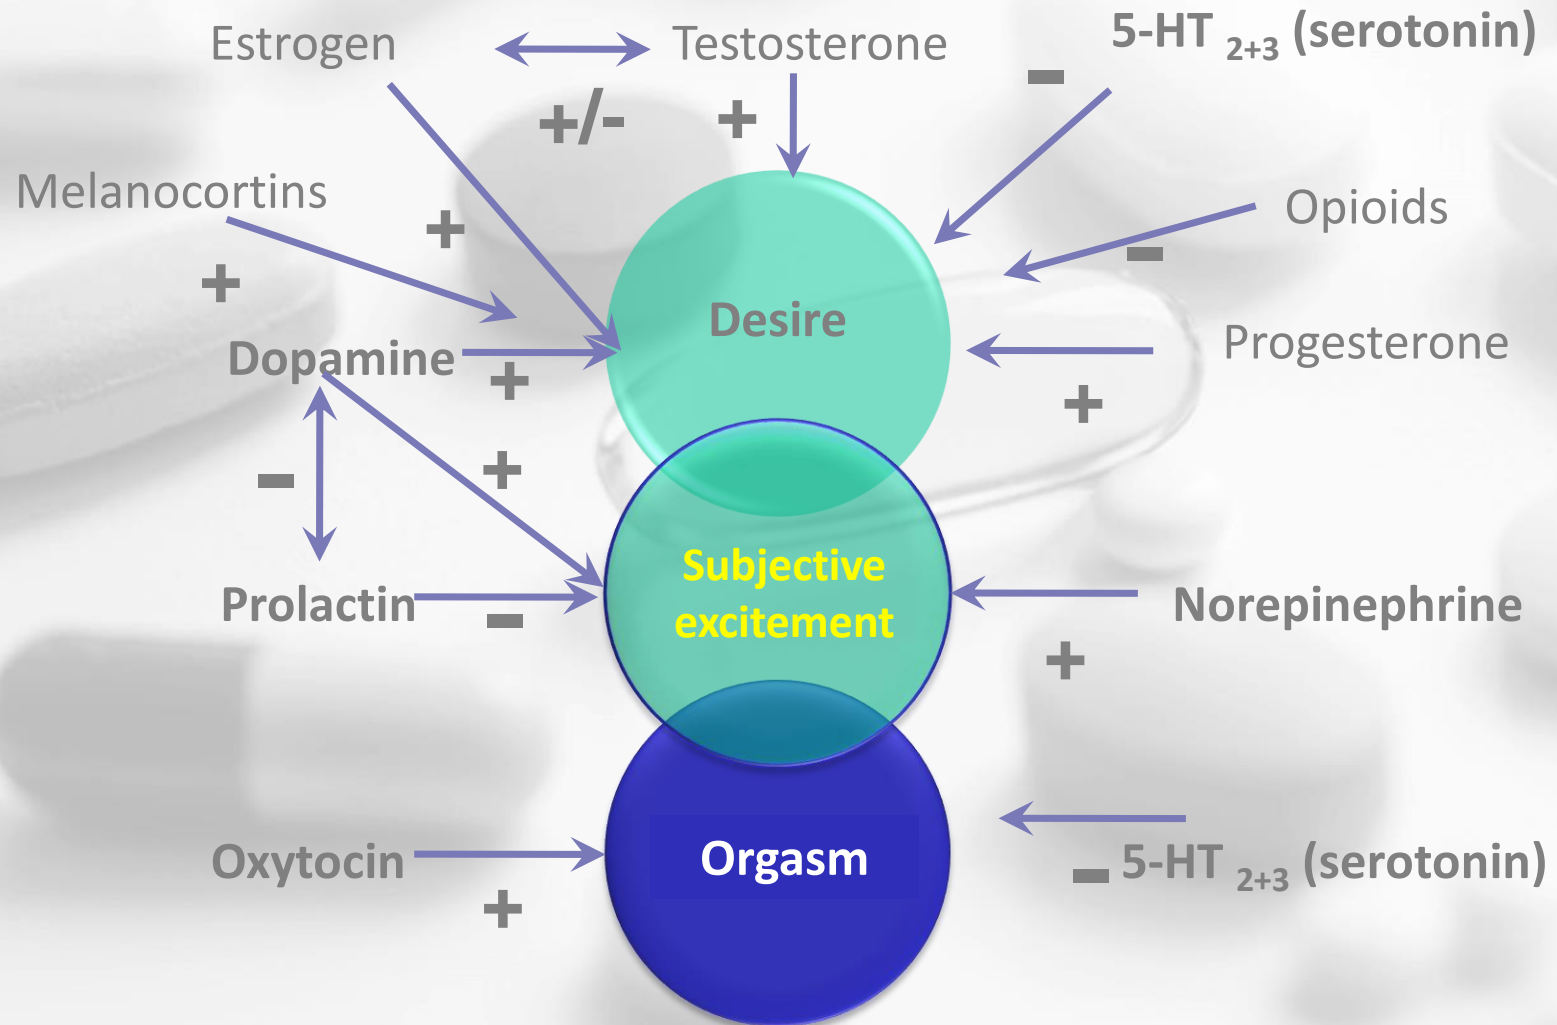 Estrogen
Testosterone
5-HT 2+3 (serotonin)
-
+/-
+
Melanocortins
Opioids
+
-
+
Desire
Progesterone
Dopamine
+
+
+
-
Subjective
excitement
Prolactin
-
Norepinephrine
+
Orgasm
Oxytocin
- 5-HT 2+3 (serotonin)
+